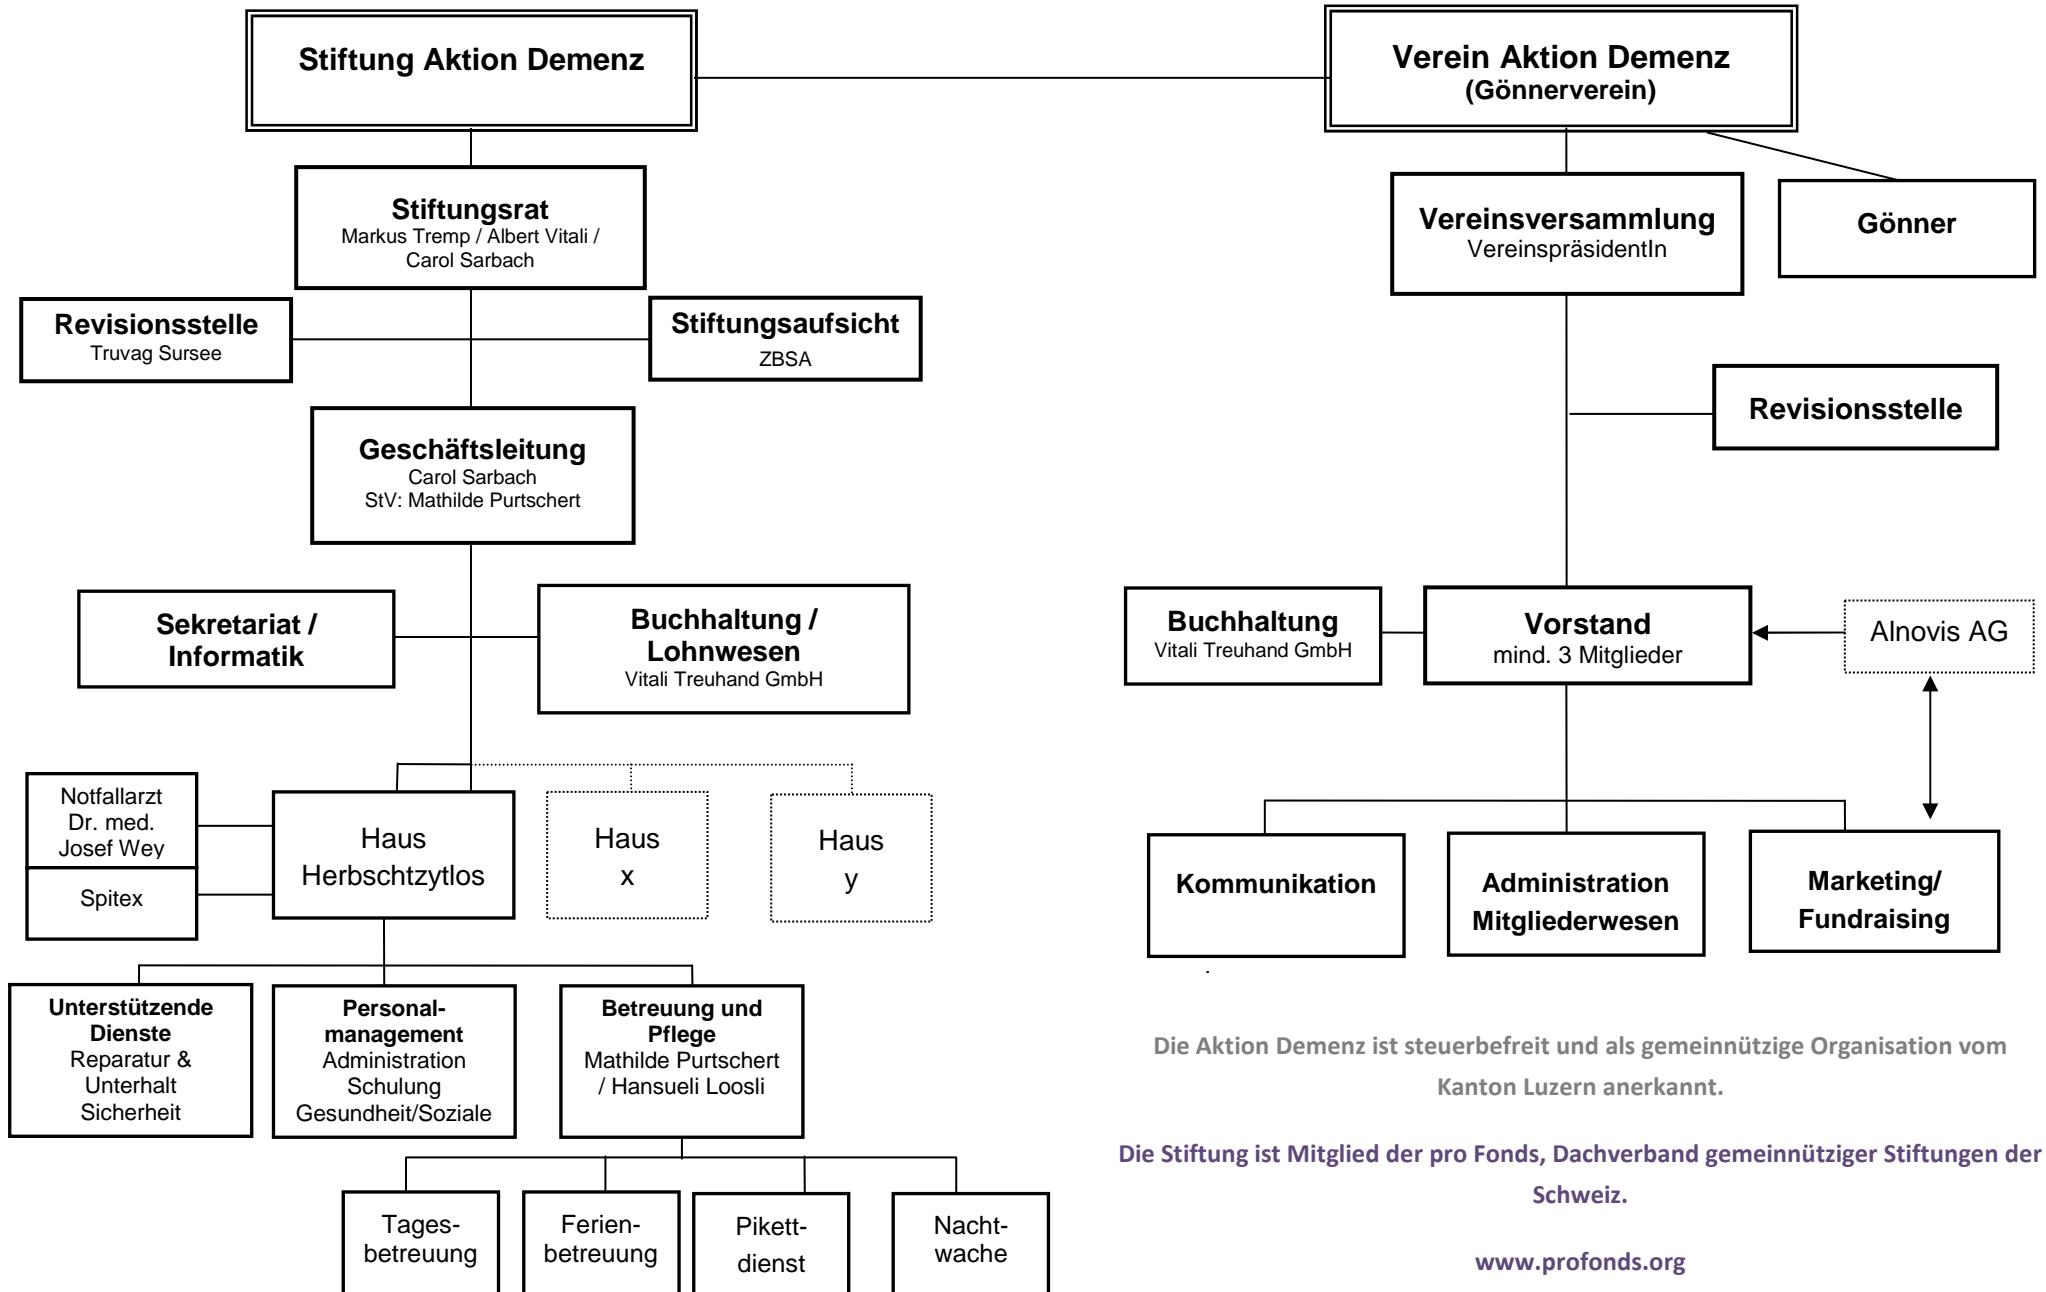 Stiftung Aktion Demenz
Verein Aktion Demenz
(Gönnerverein)
Stiftungsrat
Markus Tremp / Albert Vitali /
Carol Sarbach
Vereinsversammlung
VereinspräsidentIn
Gönner
Revisionsstelle
Truvag Sursee
Stiftungsaufsicht
ZBSA
Revisionsstelle
Geschäftsleitung
Carol Sarbach
StV: Mathilde Purtschert
Sekretariat /
Informatik
Buchhaltung /
Lohnwesen
Vitali Treuhand GmbH
Buchhaltung
Vitali Treuhand GmbH
Vorstand
mind. 3 Mitglieder
Alnovis AG
Notfallarzt
Dr. med.
Josef Wey
Spitex
Haus
Herbschtzytlos
Haus
x
Haus
y
Kommunikation
Administration
Mitgliederwesen
Marketing/
Fundraising
Unterstützende
Dienste
Reparatur &
Unterhalt
Sicherheit
Personal-
management
Administration
Schulung
Gesundheit/Soziale
Betreuung und
Pflege
Mathilde Purtschert
/ Hansueli Loosli
Tages-
betreuung
Ferien-
betreuung
Pikett-
dienst
Nacht-
wache
Die Aktion Demenz ist steuerbefreit und als gemeinnützige Organisation vom
Kanton Luzern anerkannt.
Die Stiftung ist Mitglied der pro Fonds, Dachverband gemeinnütziger Stiftungen der
Schweiz.
www.profonds.org